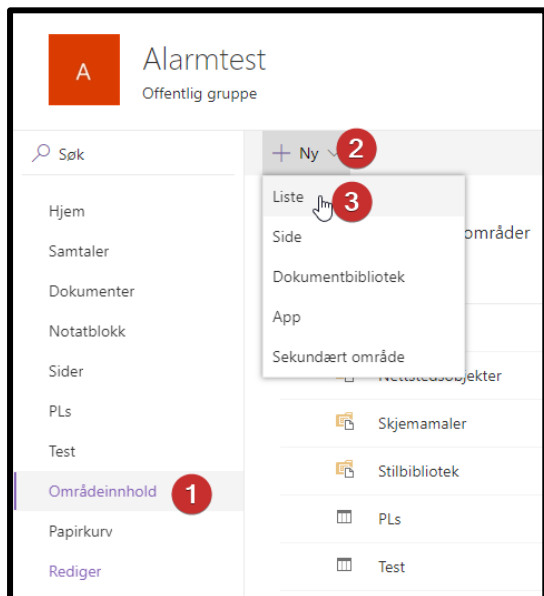 A
Alarmtest
Offentlig gruppe
Søk
Hjem
Samtaler
Dokumenter
Notatblokk
Sider
PLs
Test
Områdeinnhold
1
Papirkurv
Rediger
+ Ny
2
Liste
3
Side
Dokumentbibliotek
App
Sekundært område
områder
Nettstedsobjekter
Skjemamaler
Stilbibliotek
PLs
Test